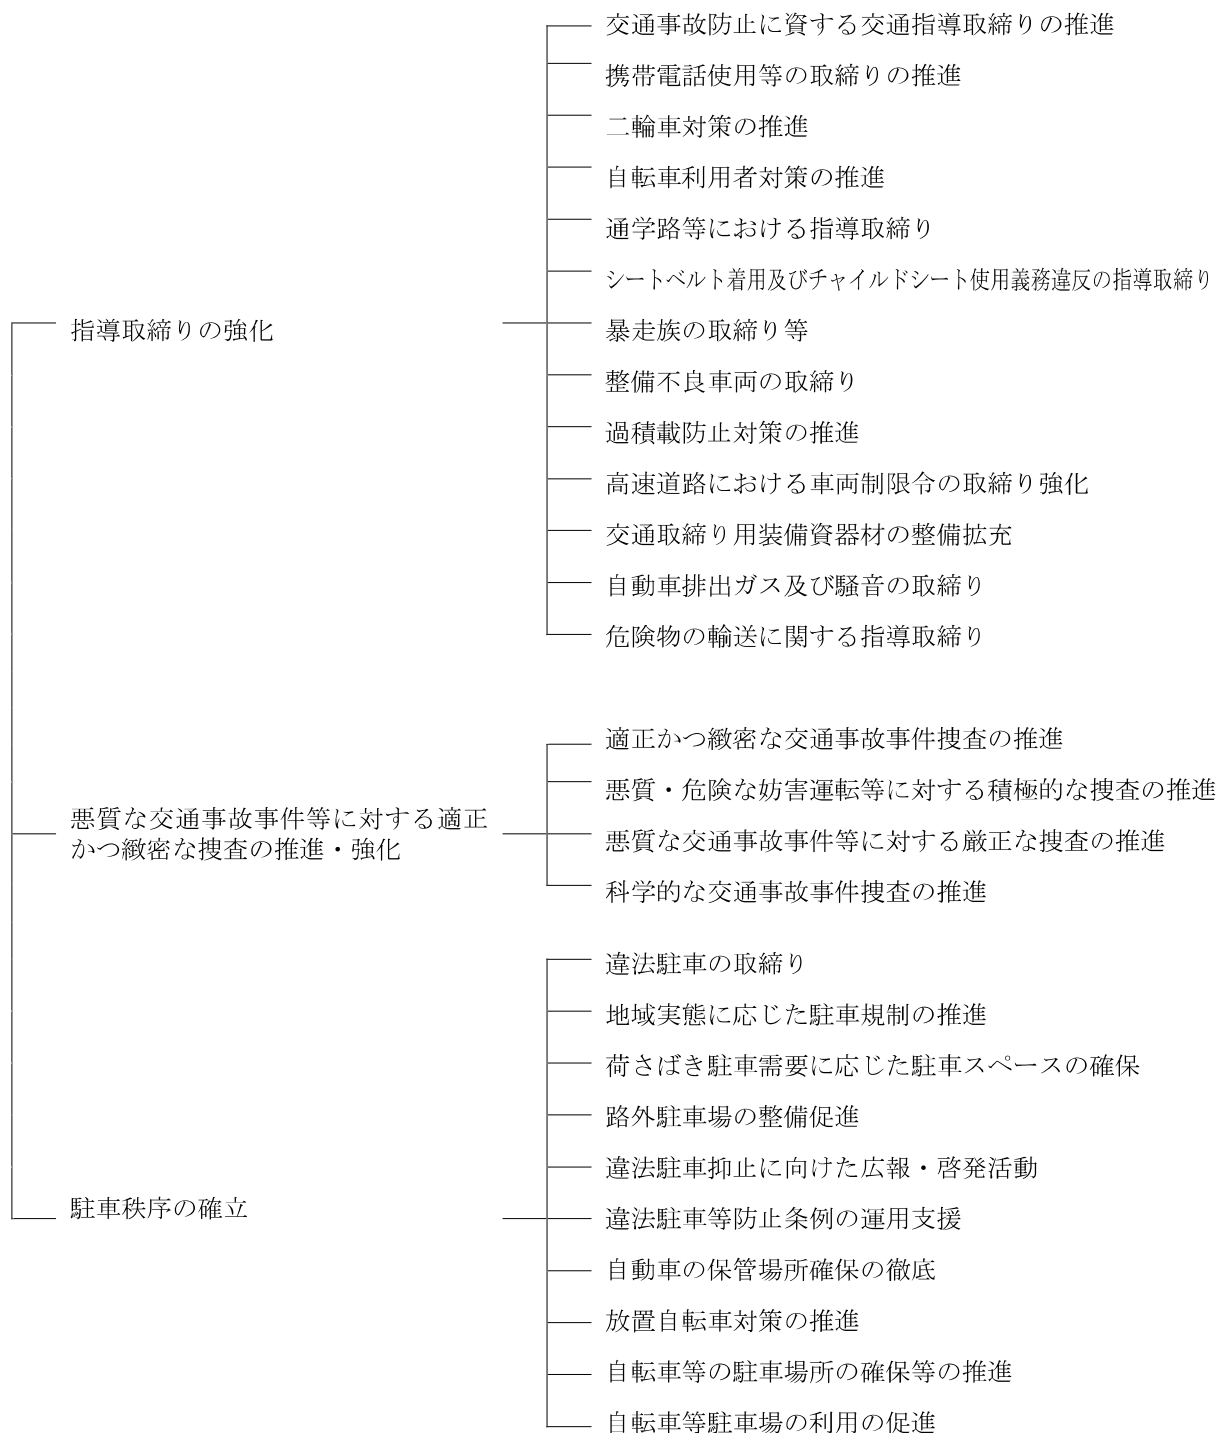 指導取締りの強化
交通事故防止に資する交通指導取締りの推進
携帯電話使用等の取締りの推進
二輪車対策の推進
自転車利用者対策の推進
通学路等における指導取締り
シートベルト着用及びチャイルドシート使用義務違反の指導取締り
暴走族の取締り等
整備不良車両の取締り
過積載防止対策の推進
高速道路における車両制限令の取締り強化
交通取締り用装備資器材の整備拡充
自動車排出ガス及び騒音の取締り
危険物の輸送に関する指導取締り
悪質な交通事故事件等に対する適正
かつ緻密な捜査の推進・強化
適正かつ緻密な交通事故事件捜査の推進
悪質・危険な妨害運転等に対する積極的な捜査の推進
悪質な交通事故事件等に対する厳正な捜査の推進
科学的な交通事故事件捜査の推進
駐車秩序の確立
違法駐車の取締り
地域実態に応じた駐車規制の推進
荷さばき駐車需要に応じた駐車スペースの確保
路外駐車場の整備促進
違法駐車抑止に向けた広報・啓発活動
違法駐車等防止条例の運用支援
自動車の保管場所確保の徹底
放置自転車対策の推進
自転車等の駐車場所の確保等の推進
自転車等駐車場の利用の促進